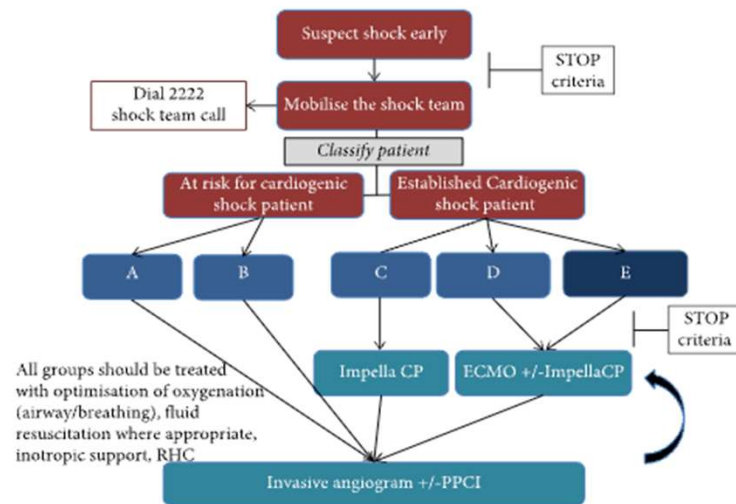 Suspect shock early
STOP
criteria
Dial 2222
shock team call
Mobilise the shock team
Classify patient
At risk for cardiogenic
shock patient
Established Cardiogenic
shock patient
A
B
C
D
E
STOP
criteria
Impella CP
ECMO +/-ImpellaCP
All groups should be treated
with optimisation of oxygenation
(airway/breathing), fluid
resuscitation where appropriate,
inotropic support, RHC
Invasive angiogram +/-PPCI